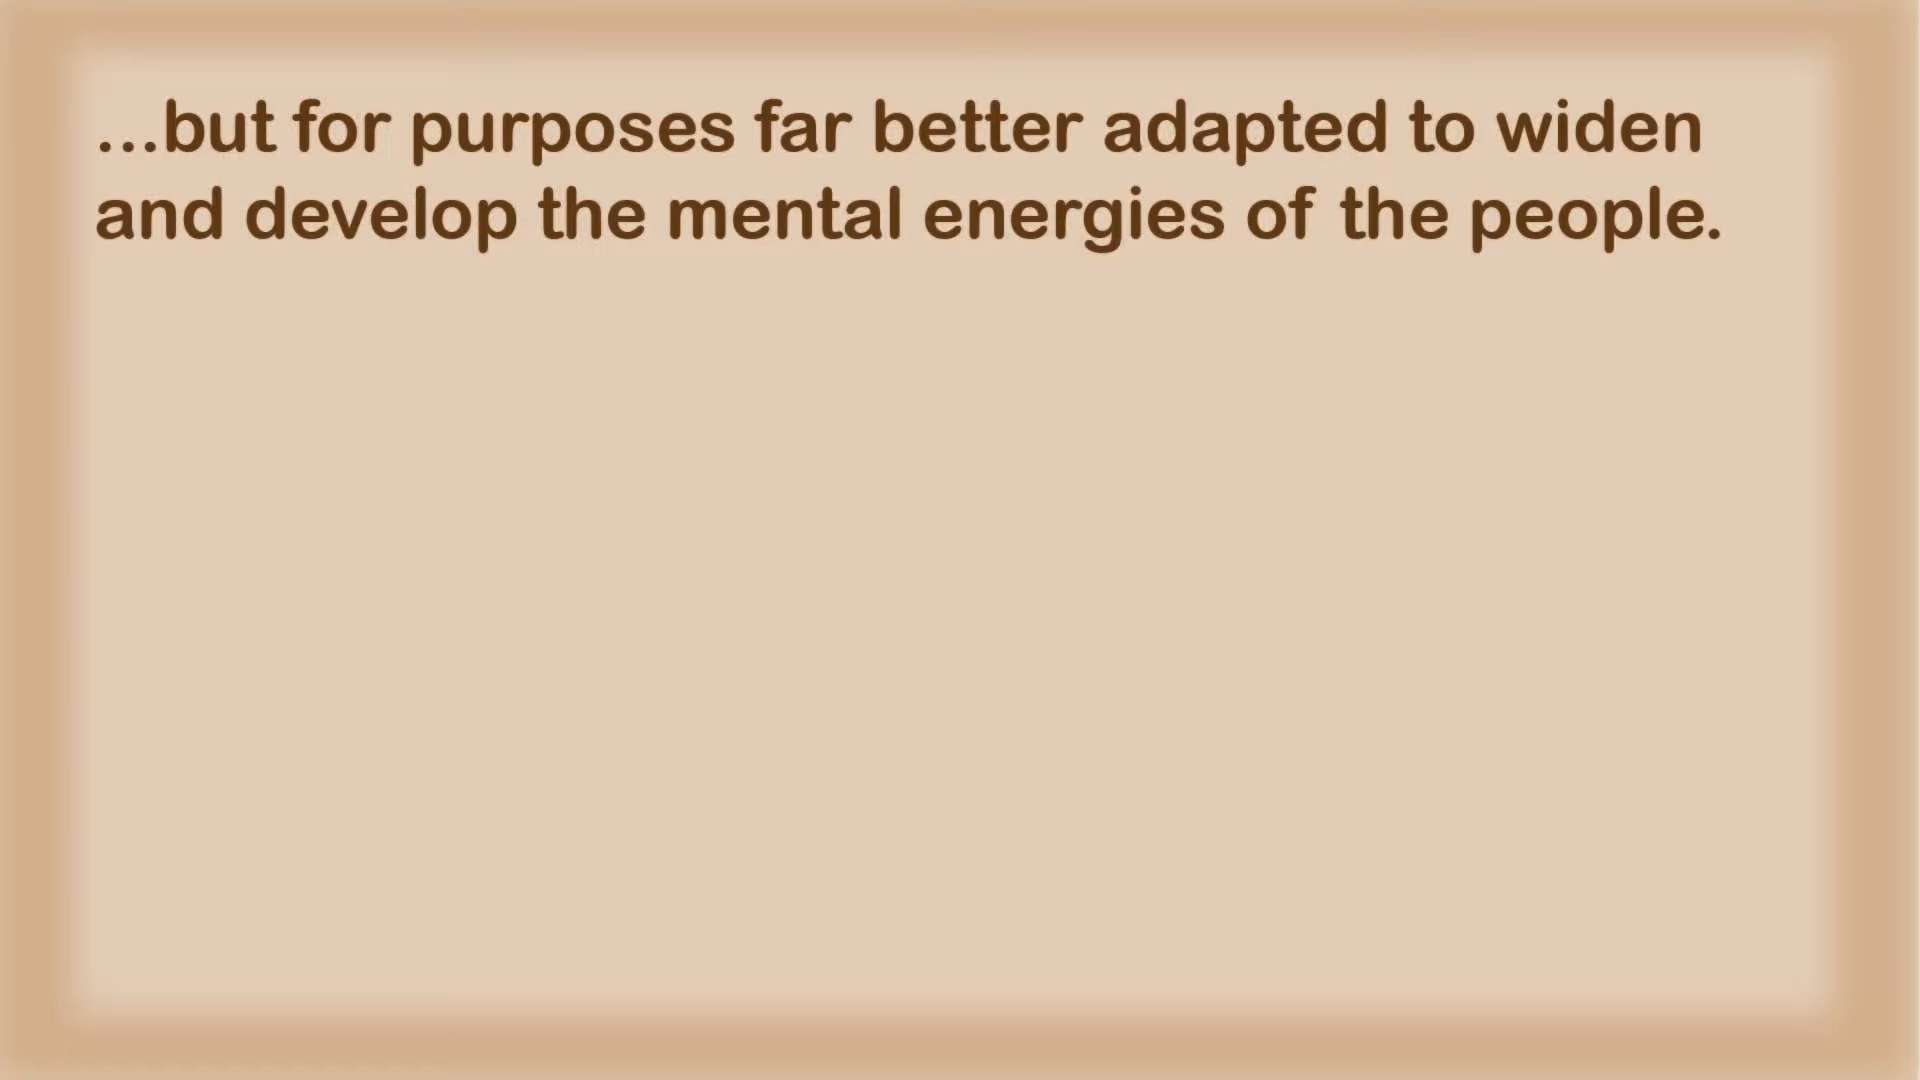 ...but for purposes far better adapted to widen
and develop the mental energies of the people.